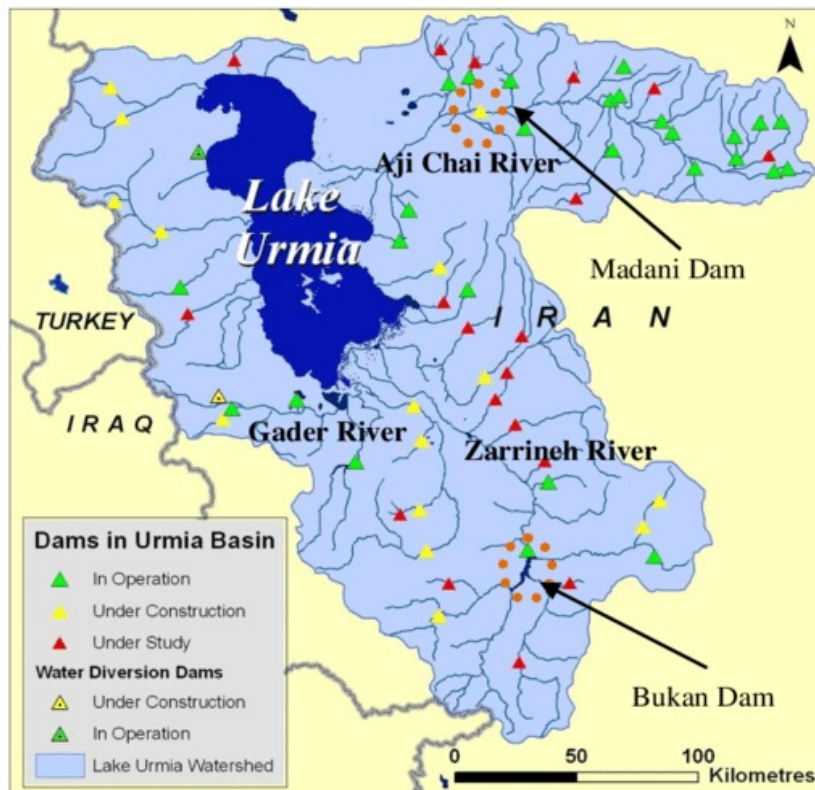 N
Aji Chai River
Lake
Urmia
Madani Dam
I R A N
TURKEY
IRAQ
Gader River
Zarrineh River
Dams in Urmia Basin
In Operation
Under Construction
Under Study
Water Diversion Dams
Under Construction
In Operation
Lake Urmia Watershed
Bukan Dam
0 50 100
Kilometres